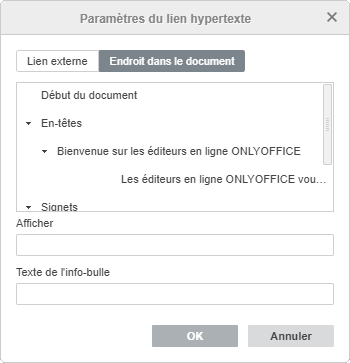 Paramètres du lien hypertexte
Lien externe
Endroit dans le document
Début du document
En-têtes
Bienvenue sur les éditeurs en ligne ONLYOFFICE
Les éditeurs en ligne ONLYOFFICE vou...
Signets
Afficher
Texte de l'info-bulle
OK
Annuler